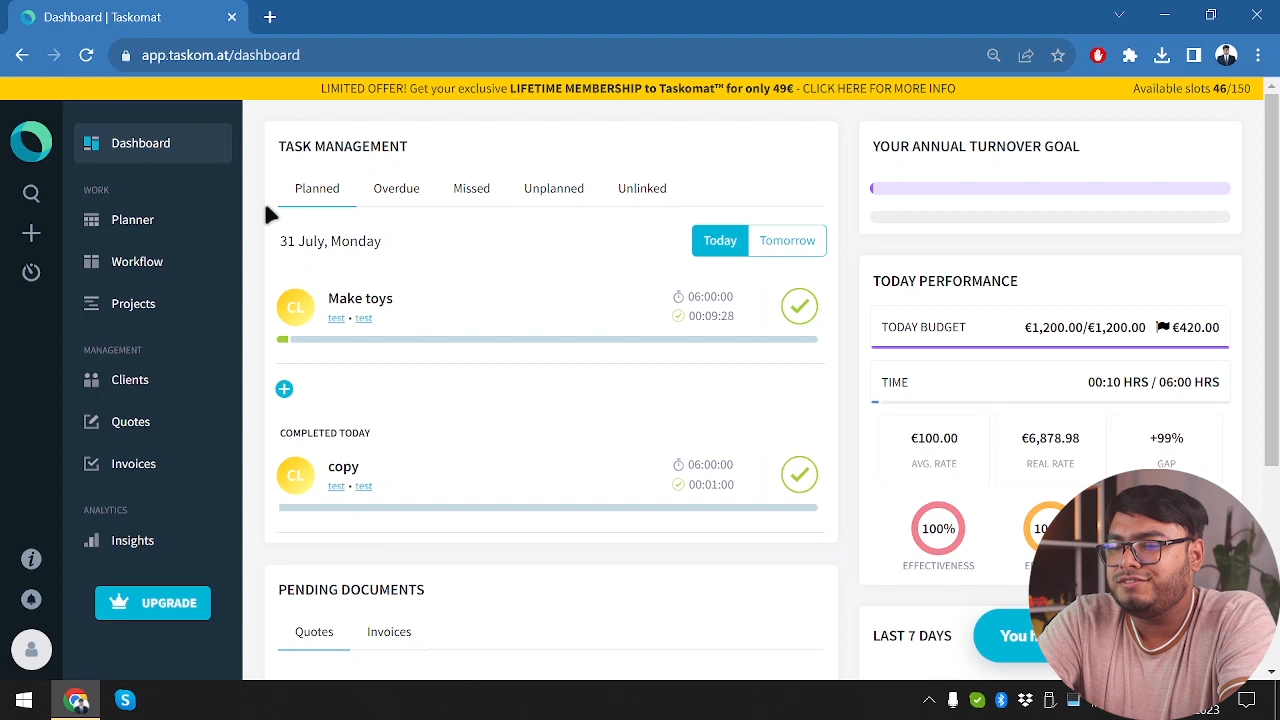 Dashboard | Taskomat
app.taskom.at/dashboard
LIMITED OFFER! Get your exclusive LIFETIME MEMBERSHIP to Taskomat™ for only 49€ - CLICK HERE FOR MORE INFO
Available slots 46/150
Dashboard
WORK
Planner
Workflow
Projects
MANAGEMENT
Clients
Quotes
Invoices
ANALYTICS
Insights
UPGRADE
TASK MANAGEMENT
Planned Overdue Missed Unplanned Unlinked
31 July, Monday
Today Tomorrow
CL
Make toys
test • test
06:00:00
00:09:28
COMPLETED TODAY
CL
copy
test • test
06:00:00
00:01:00
PENDING DOCUMENTS
Quotes Invoices
YOUR ANNUAL TURNOVER GOAL
TODAY PERFORMANCE
TODAY BUDGET €1,200.00/€1,200.00 €420.00
TIME 00:10 HRS / 06:00 HRS
€100.00
AVG. RATE
€6,878.98
REAL RATE
+99%
GAP
100%
EFFECTIVENESS
LAST 7 DAYS
You
2023